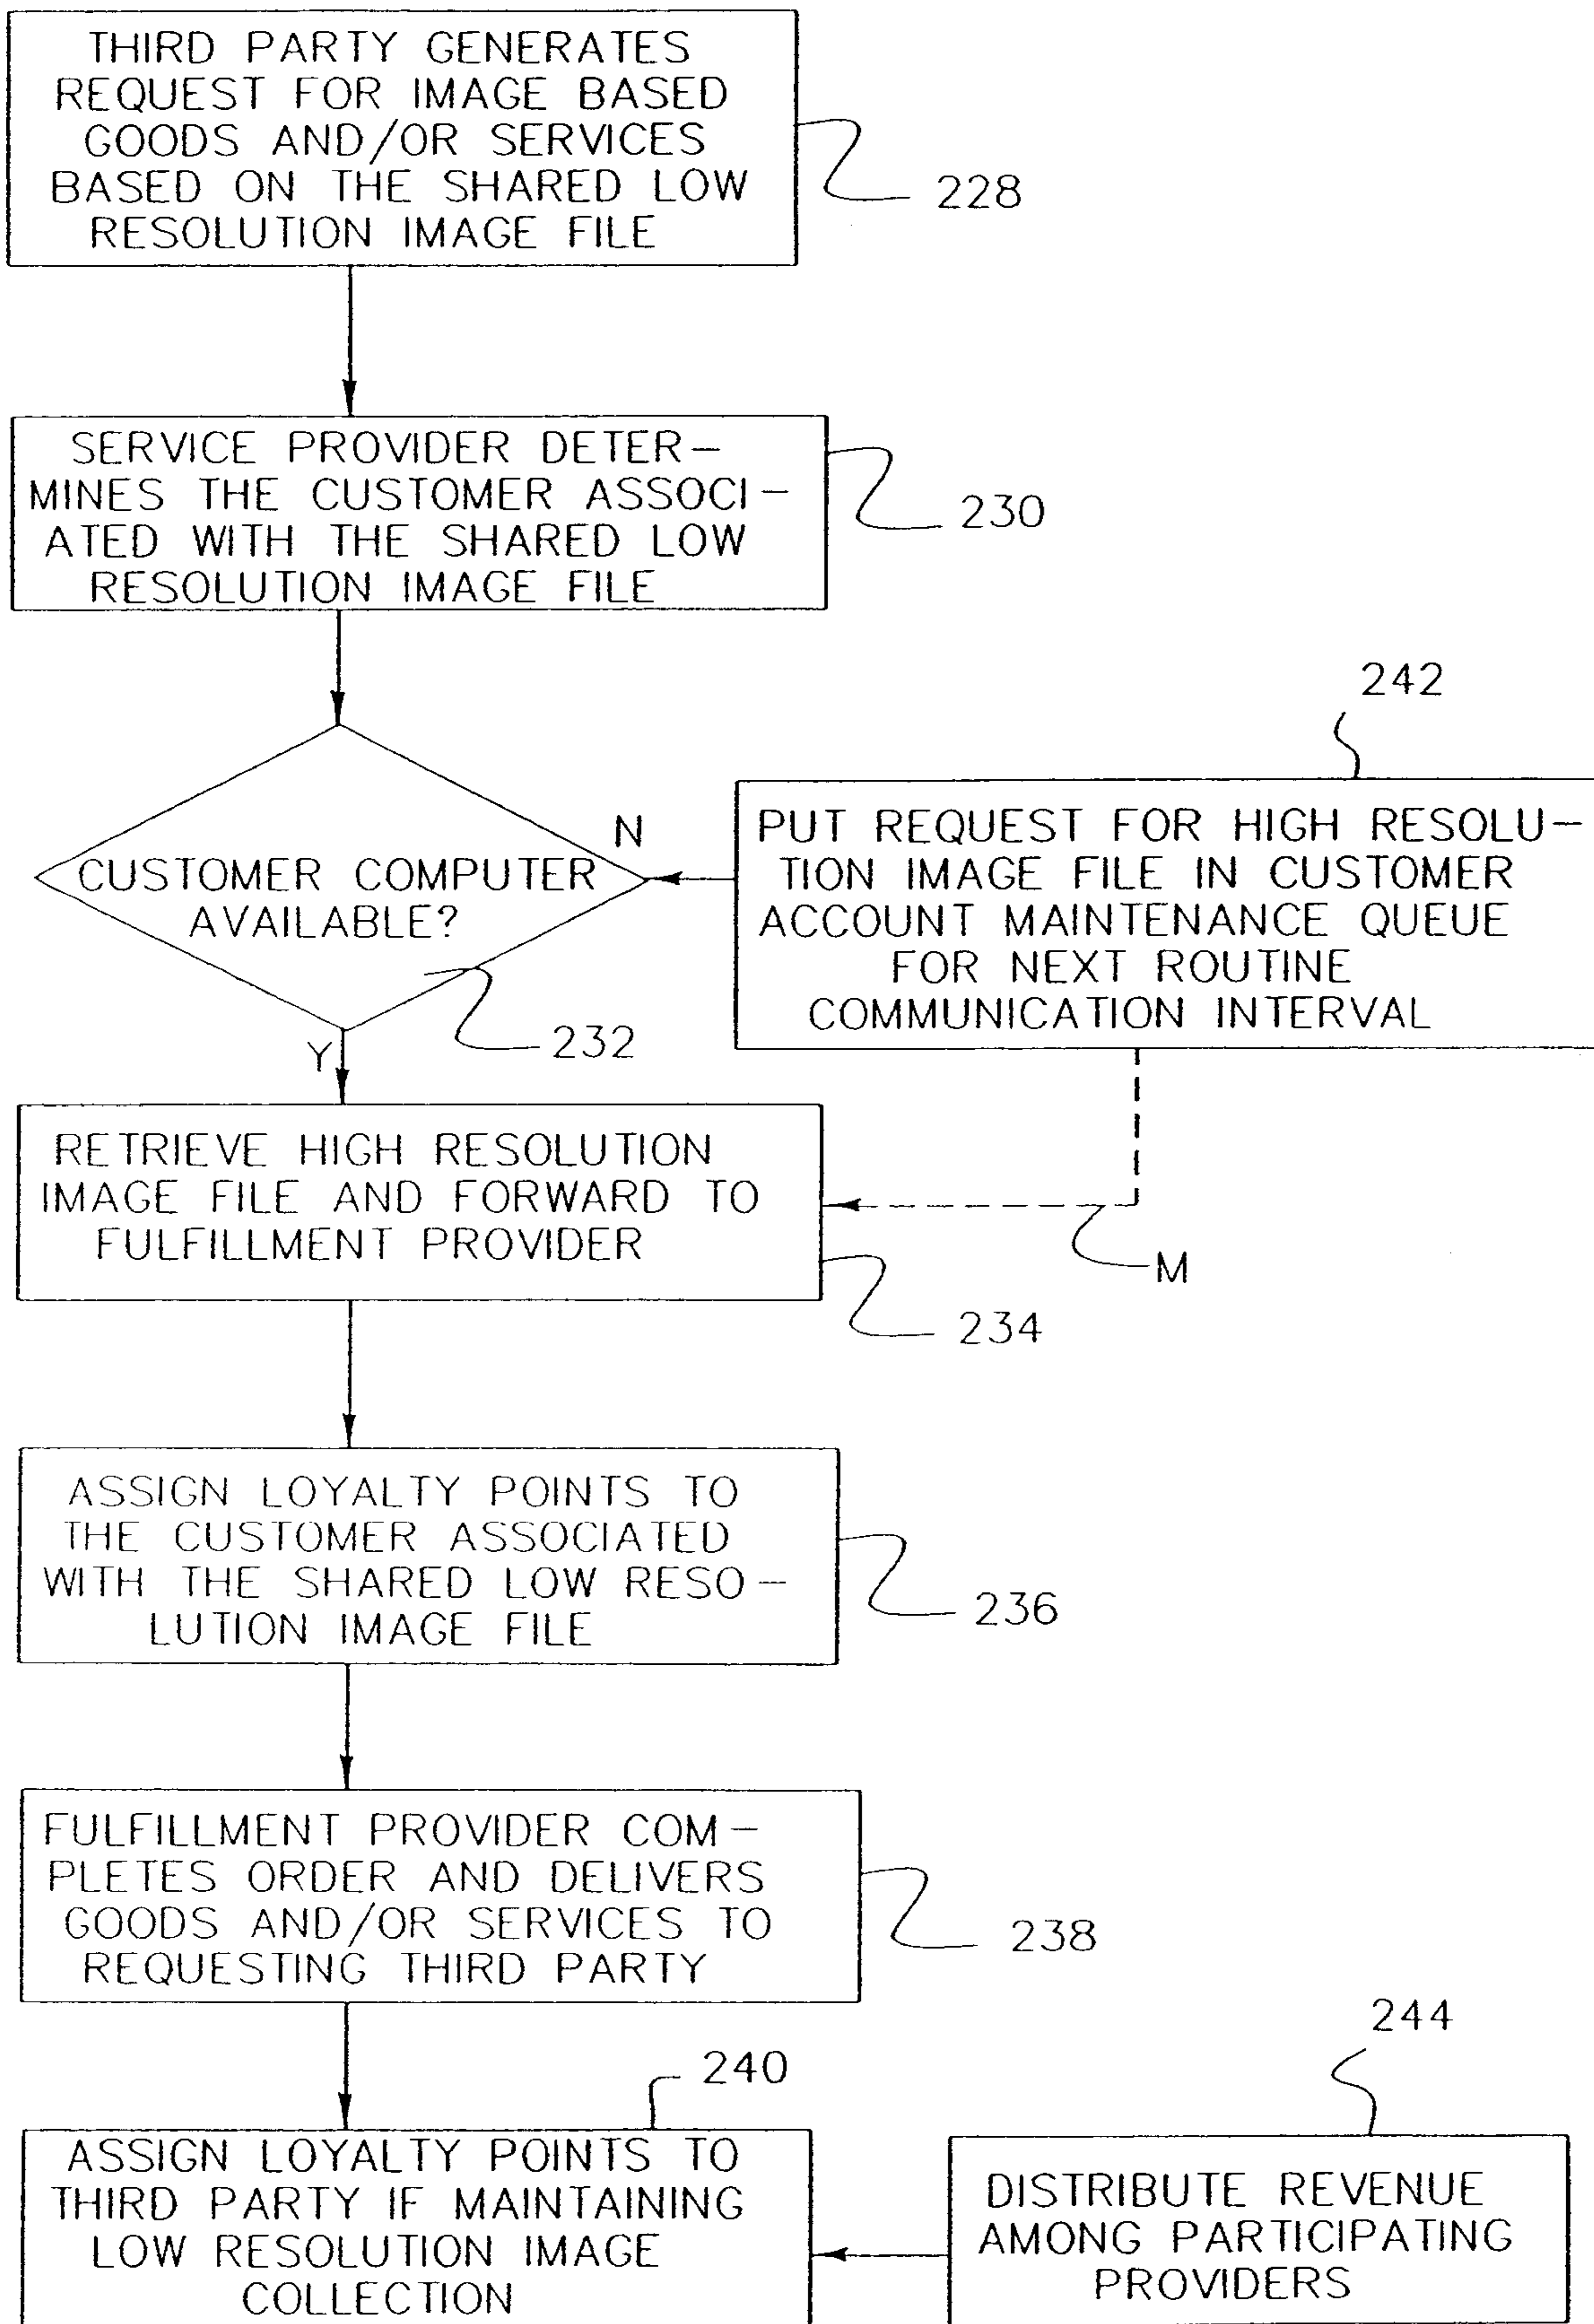 THIRD PARTY GENERATES
REQUEST FOR IMAGE BASED
GOODS AND/OR SERVICES
BASED ON THE SHARED LOW
RESOLUTION IMAGE FILE
228
SERVICE PROVIDER DETER-
MINES THE CUSTOMER ASSOCI-
ATED WITH THE SHARED LOW
RESOLUTION IMAGE FILE
230
CUSTOMER COMPUTER
AVAILABLE?
N
Y
232
242
PUT REQUEST FOR HIGH RESOLU-
TION IMAGE FILE IN CUSTOMER
ACCOUNT MAINTENANCE QUEUE
FOR NEXT ROUTINE
COMMUNICATION INTERVAL
RETRIEVE HIGH RESOLUTION
IMAGE FILE AND FORWARD TO
FULFILLMENT PROVIDER
M
234
ASSIGN LOYALTY POINTS TO
THE CUSTOMER ASSOCIATED
WITH THE SHARED LOW RESO-
LUTION IMAGE FILE
236
FULFILLMENT PROVIDER COM-
PLETES ORDER AND DELIVERS
GOODS AND/OR SERVICES TO
REQUESTING THIRD PARTY
238
240
ASSIGN LOYALTY POINTS TO
THIRD PARTY IF MAINTAINING
LOW RESOLUTION IMAGE
COLLECTION
244
DISTRIBUTE REVENUE
AMONG PARTICIPATING
PROVIDERS